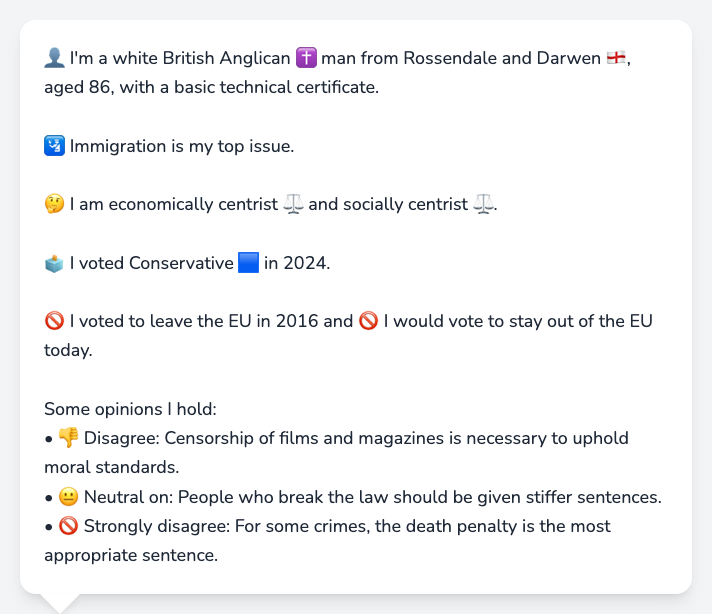 👤 I'm a white British Anglican ✝️ man from Rossendale and Darwen 🏴󠁧󠁢󠁥󠁮󠁧󠁿,
aged 86, with a basic technical certificate.
🛂 Immigration is my top issue.
🤔 I am economically centrist ⚖️ and socially centrist ⚖️.
🗳️ I voted Conservative 🟦 in 2024.
🚫 I voted to leave the EU in 2016 and 🚫 I would vote to stay out of the EU
today.
Some opinions I hold:
• 👎 Disagree: Censorship of films and magazines is necessary to uphold
moral standards.
• 😐 Neutral on: People who break the law should be given stiffer sentences.
• 🚫 Strongly disagree: For some crimes, the death penalty is the most
appropriate sentence.